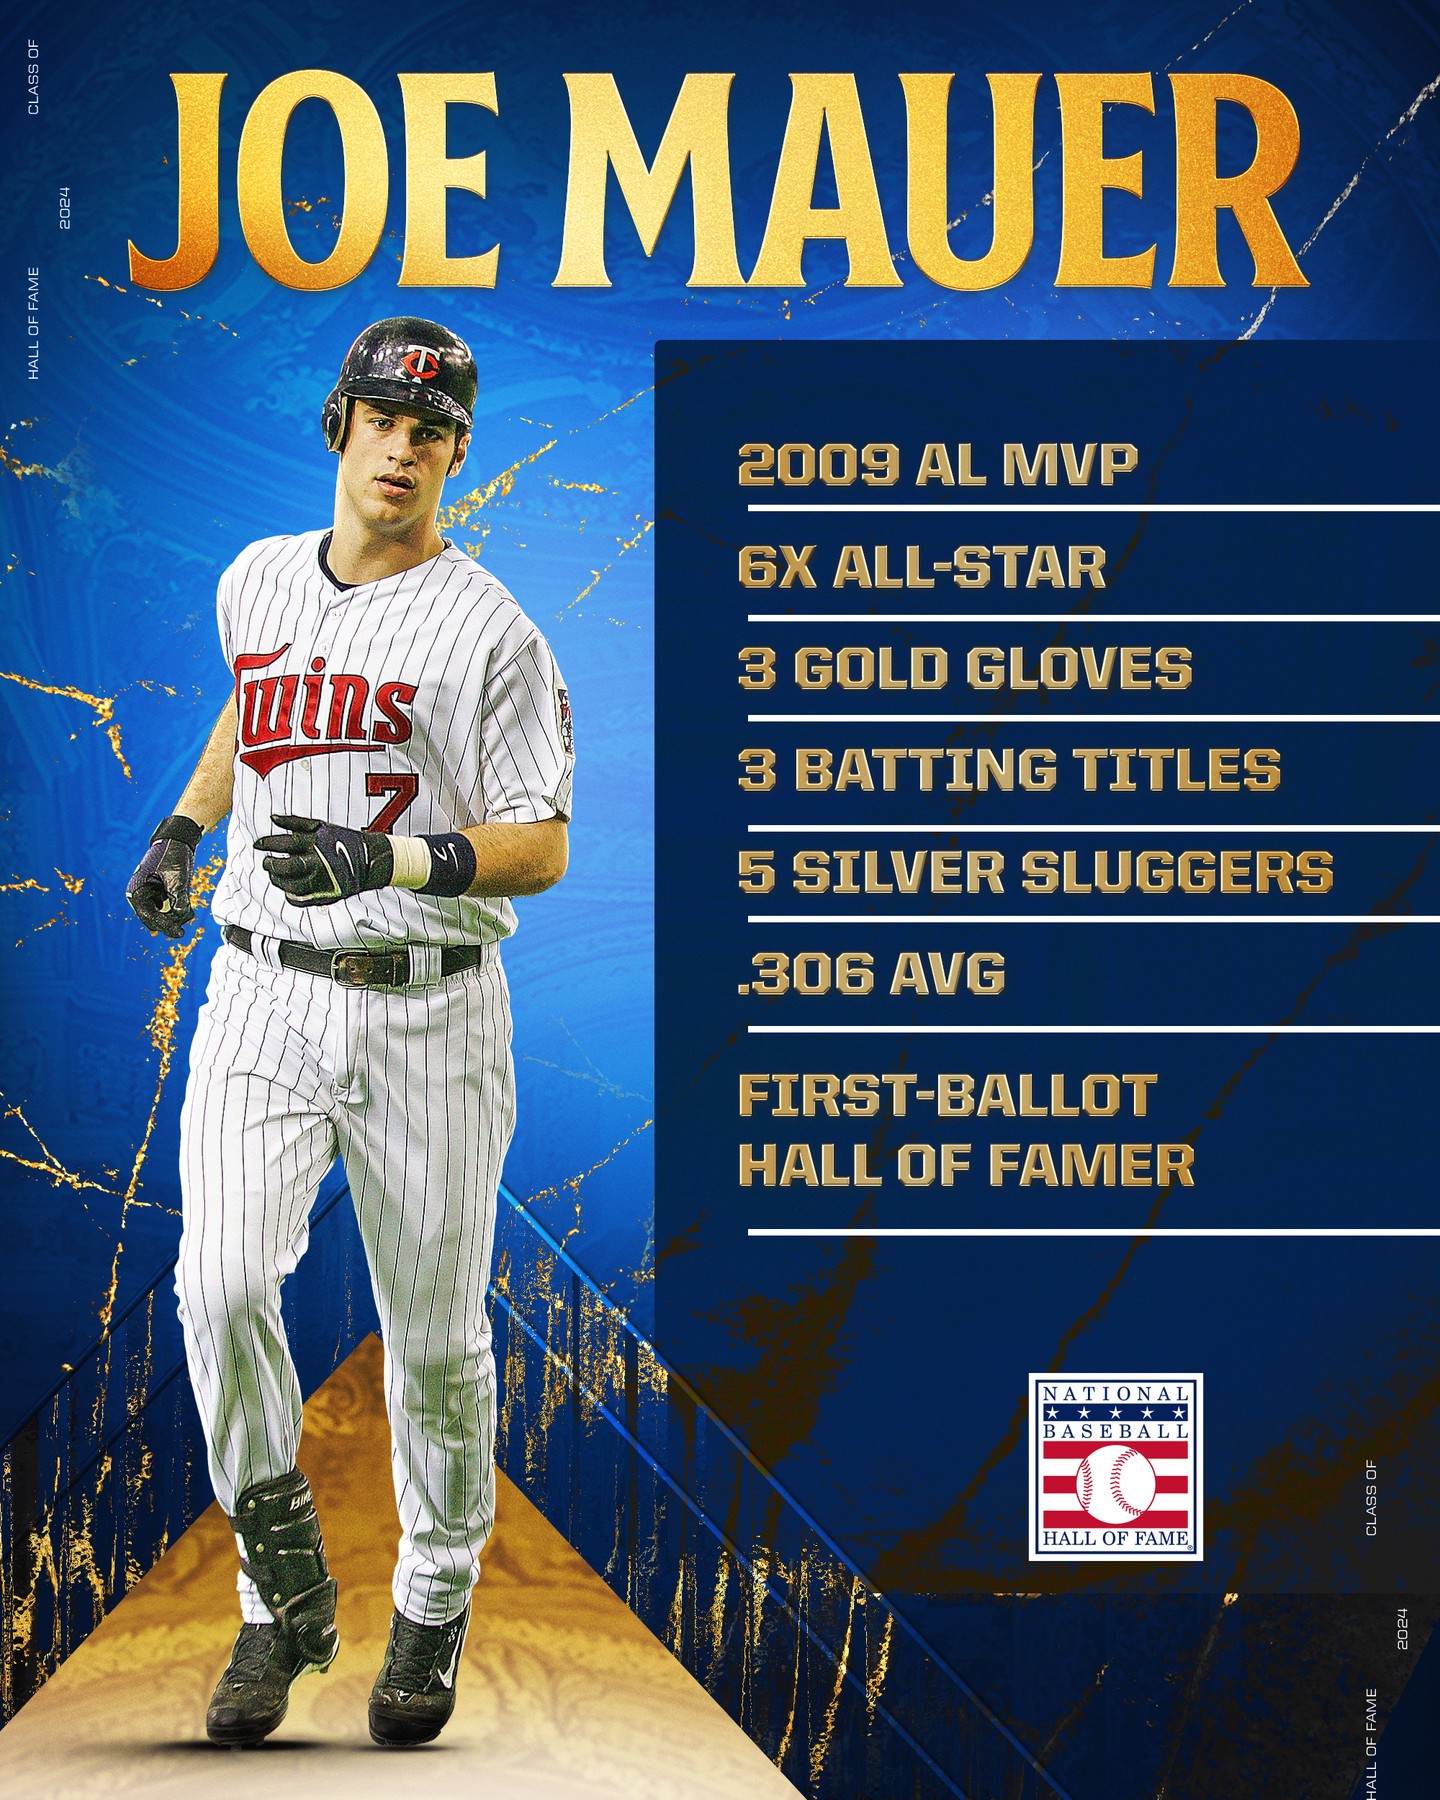 CLASS OF
2024
HALL OF FAME
JOE MAUER
TC
Twins
7
2009 AL MVP
6X ALL-STAR
3 GOLD GLOVES
3 BATTING TITLES
5 SILVER SLUGGERS
.306 AVG
FIRST-BALLOT
HALL OF FAMER
NATIONAL
BASEBALL
HALL OF FAME
CLASS OF
2024
HALL OF FAME